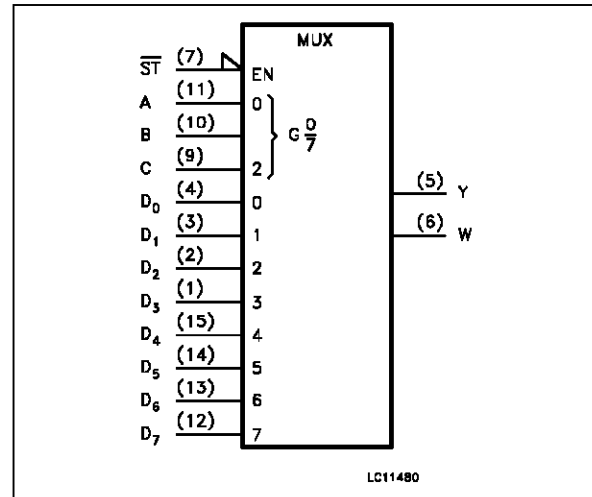 MUX
S̅T̅ (7) EN
A (11) 0
B (10) G 0/7
C (9) 2
D0 (4) 0
D1 (3) 1
D2 (2) 2
D3 (1) 3
D4 (15) 4
D5 (14) 5
D6 (13) 6
D7 (12) 7
(5) Y
(6) W
LC11480